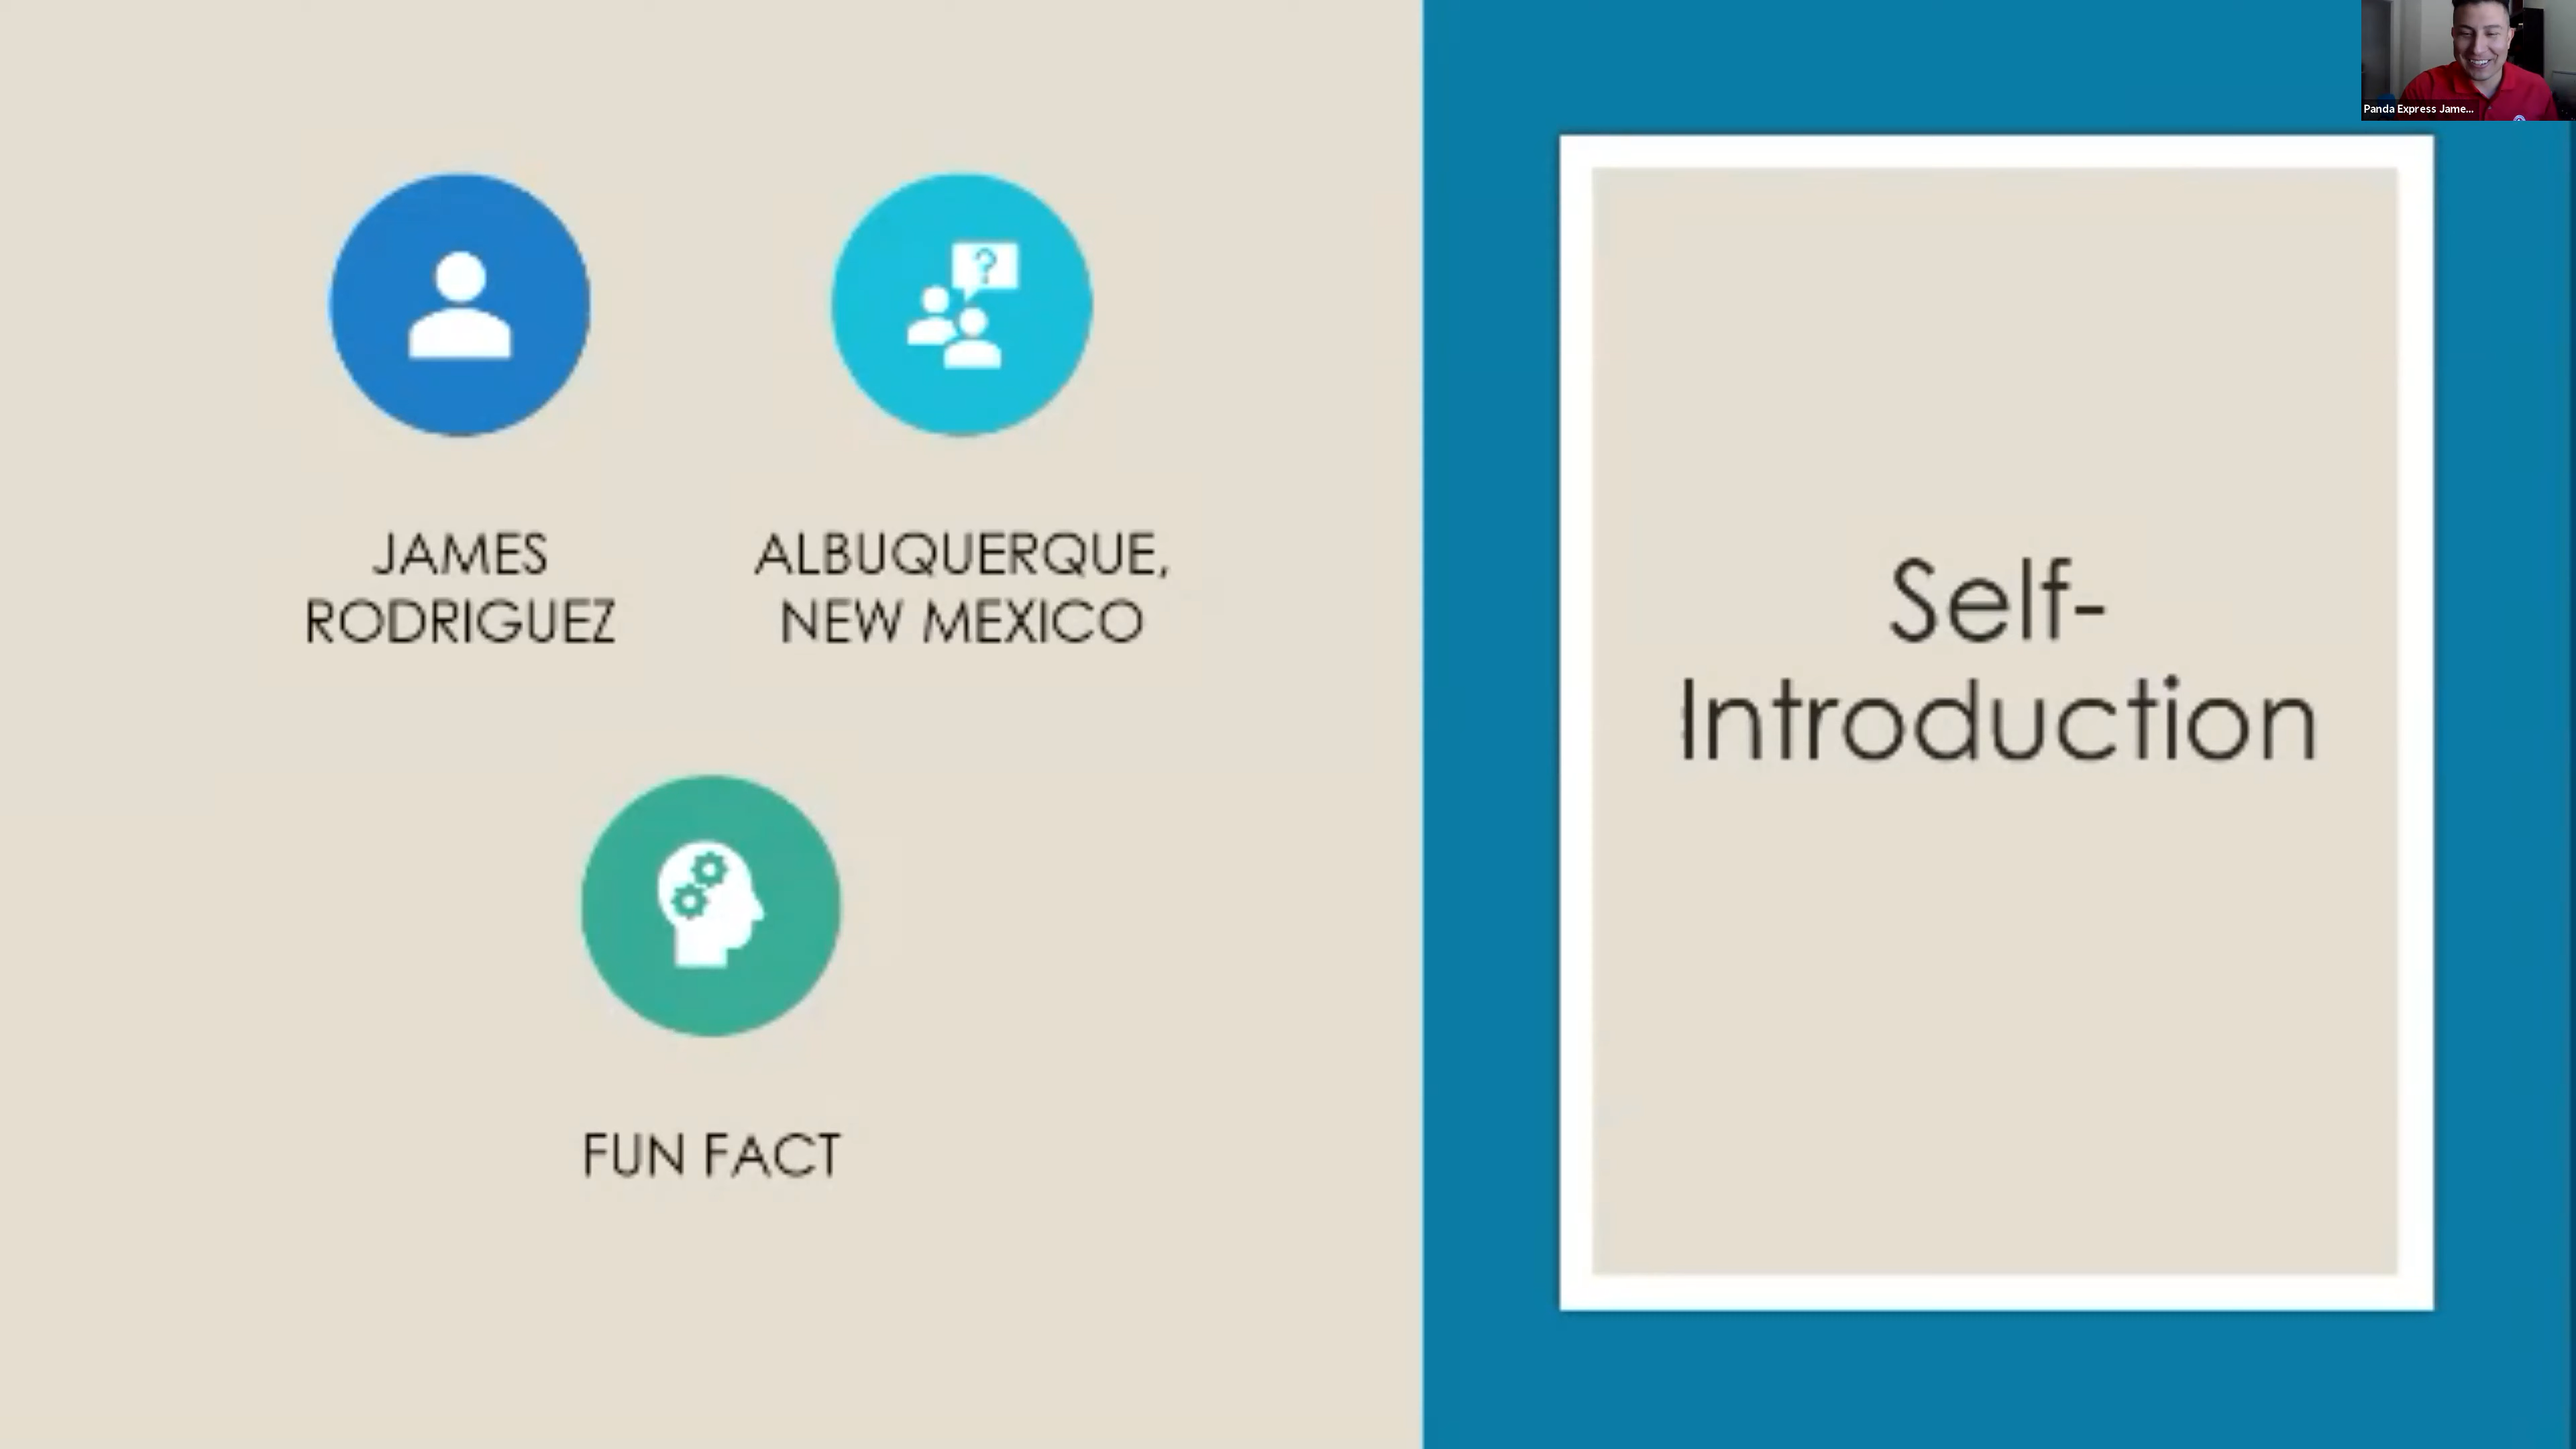 Panda Express Jame...
JAMES
RODRIGUEZ
ALBUQUERQUE,
NEW MEXICO
FUN FACT
Self-
Introduction
?